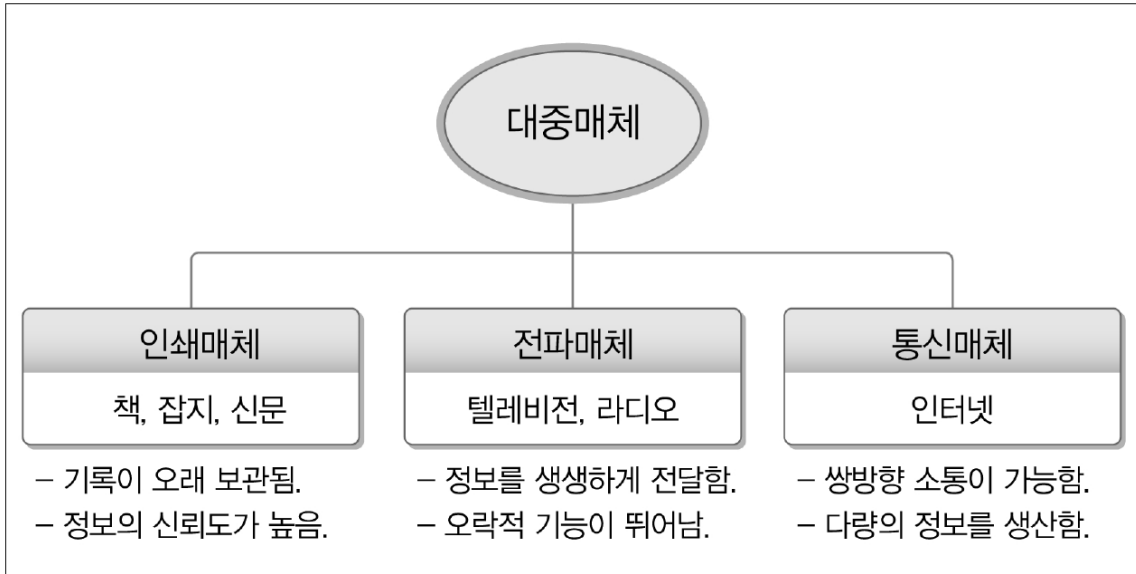 대중매체
인쇄매체
책, 잡지, 신문
– 기록이 오래 보관됨.
– 정보의 신뢰도가 높음.
전파매체
텔레비전, 라디오
– 정보를 생생하게 전달함.
– 오락적 기능이 뛰어남.
통신매체
인터넷
– 쌍방향 소통이 가능함.
– 다량의 정보를 생산함.